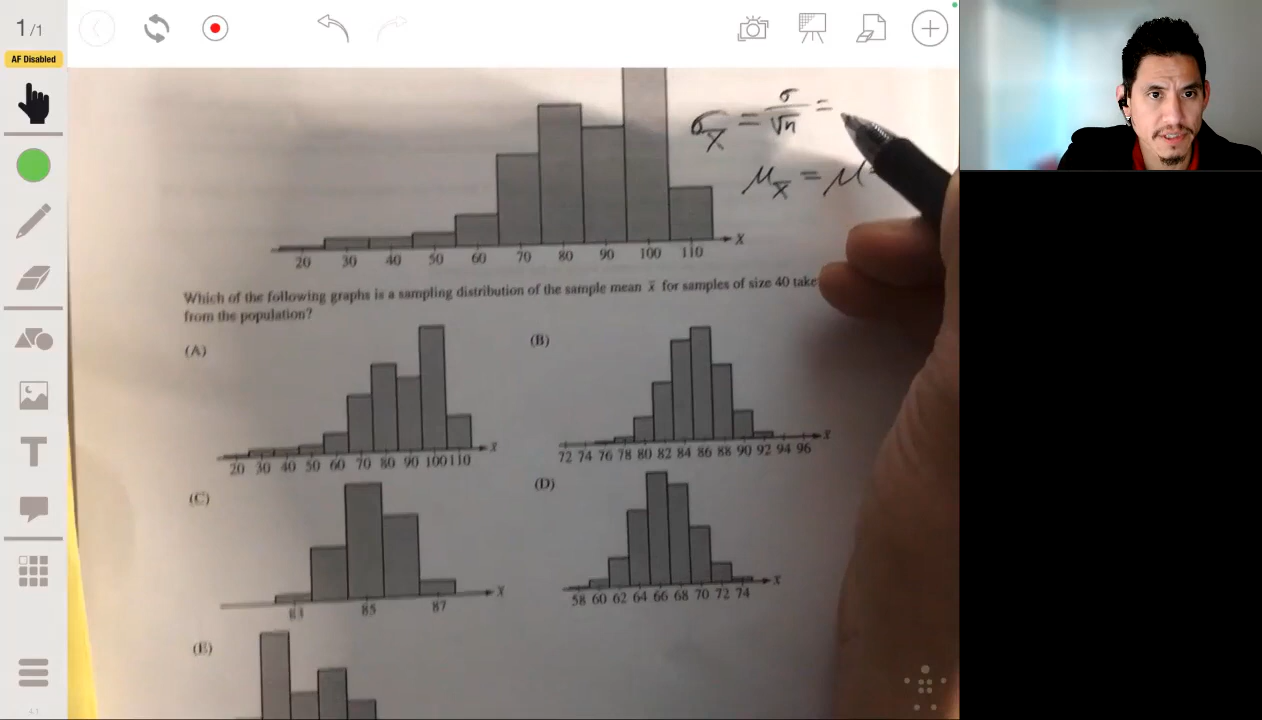 1/1
AF Disabled
σx̄ = σ/√n =
μx̄ = μ
20 30 40 50 60 70 80 90 100 110 X
Which of the following graphs is a sampling distribution of the sample mean x̄ for samples of size 40 take
from the population?
(A)
20 30 40 50 60 70 80 90 100 110 x̄
(B)
72 74 76 78 80 82 84 86 88 90 92 94 96 x̄
(C)
83 85 87 x̄
(D)
58 60 62 64 66 68 70 72 74 x̄
(E)
T